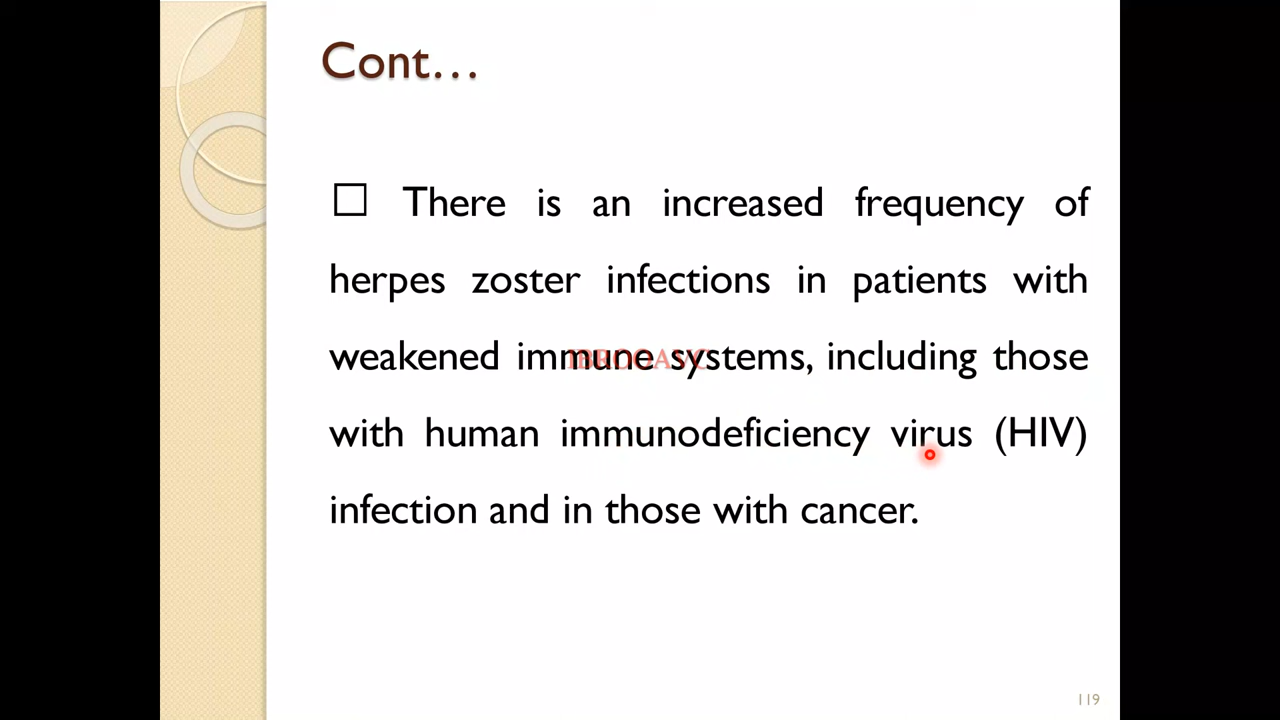 Cont...
☐ There is an increased frequency of
herpes zoster infections in patients with
weakened immune systems, including those
with human immunodeficiency virus (HIV)
infection and in those with cancer.
119